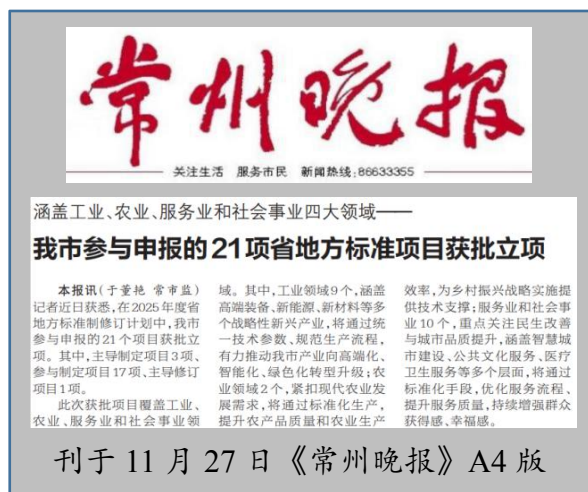 常州晚报
关注生活 服务市民 新闻热线:86633355
涵盖工业、农业、服务业和社会事业四大领域——
我市参与申报的21项省地方标准项目获批立项
本报讯(于董艳 常市监)
记者近日获悉,在2025年度省
地方标准制修订计划中,我市
参与申报的21个项目获批立
项。其中,主导制定项目3项、
参与制定项目17项、主导修订
项目1项。
此次获批项目覆盖工业、
农业、服务业和社会事业领
域。其中,工业领域9个,涵盖
高端装备、新能源、新材料等多
个战略性新兴产业,将通过统
一技术参数、规范生产流程,
有力推动我市产业向高端化、
智能化、绿色化转型升级;农
业领域2个,紧扣现代农业发
展需求,将通过标准化生产,
提升农产品质量和农业生产
效率,为乡村振兴战略实施提
供技术支撑;服务业和社会事
业10个,重点关注民生改善
与城市品质提升,涵盖智慧城
市建设、公共文化服务、医疗
卫生服务等多个层面,将通过
标准化手段,优化服务流程、
提升服务质量,持续增强群众
获得感、幸福感。
刊于 11 月 27 日《常州晚报》A4 版